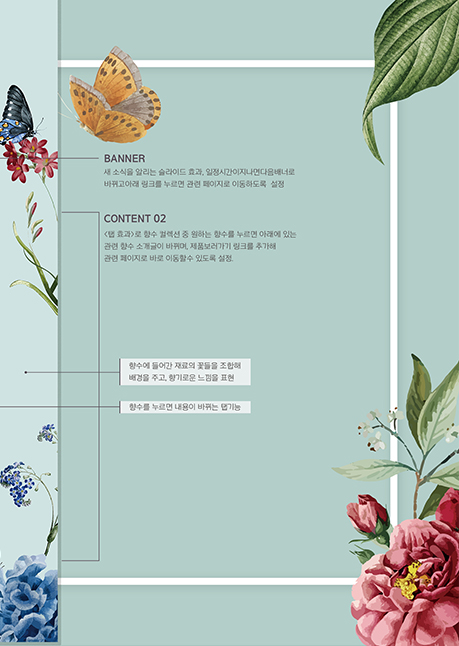 BANNER
새 소식을 알리는 슬라이드 효과, 일정시간이지나면다음배너로
바뀌고아래 링크를 누르면 관련 페이지로 이동하도록 설정
CONTENT 02
<탭 효과>로 향수 컬렉션 중 원하는 향수를 누르면 아래에 있는
관련 향수 소개글이 바뀌며, 제품보러가기 링크를 추가해
관련 페이지로 바로 이동할수 있도록 설정.
향수에 들어간 재료의 꽃들을 조합해
배경을 주고, 향기로운 느낌을 표현
향수를 누르면 내용이 바뀌는 탭기능